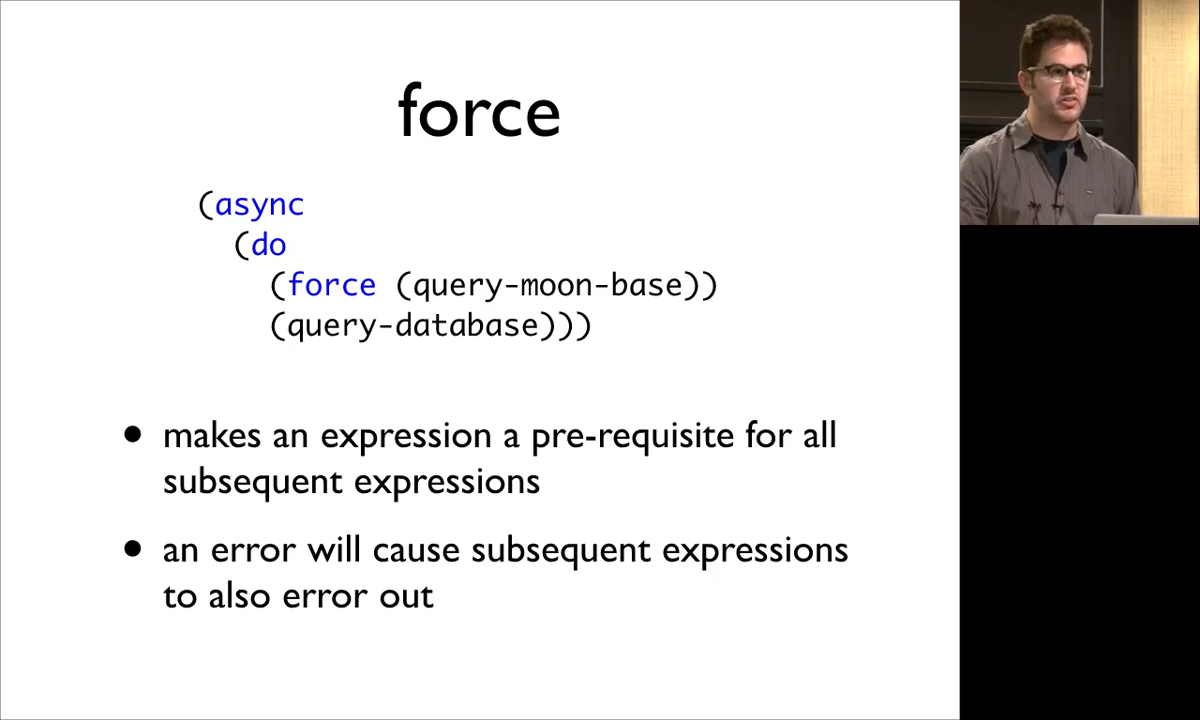 force
(async
(do
(force (query-moon-base))
(query-database)))
• makes an expression a pre-requisite for all
subsequent expressions
• an error will cause subsequent expressions
to also error out